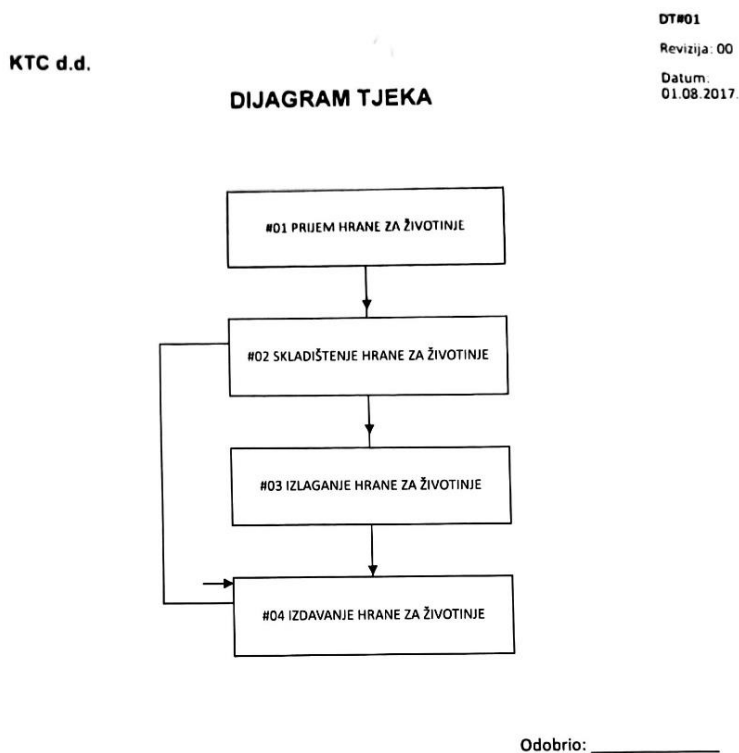 DT#01
Revizija: 00
KTC d.d.
Datum:
01.08.2017.
DIJAGRAM TJEKA
#01 PRIJEM HRANE ZA ŽIVOTINJE
#02 SKLADIŠTENJE HRANE ZA ŽIVOTINJE
#03 IZLAGANJE HRANE ZA ŽIVOTINJE
#04 IZDAVANJE HRANE ZA ŽIVOTINJE
Odobrio: ____________